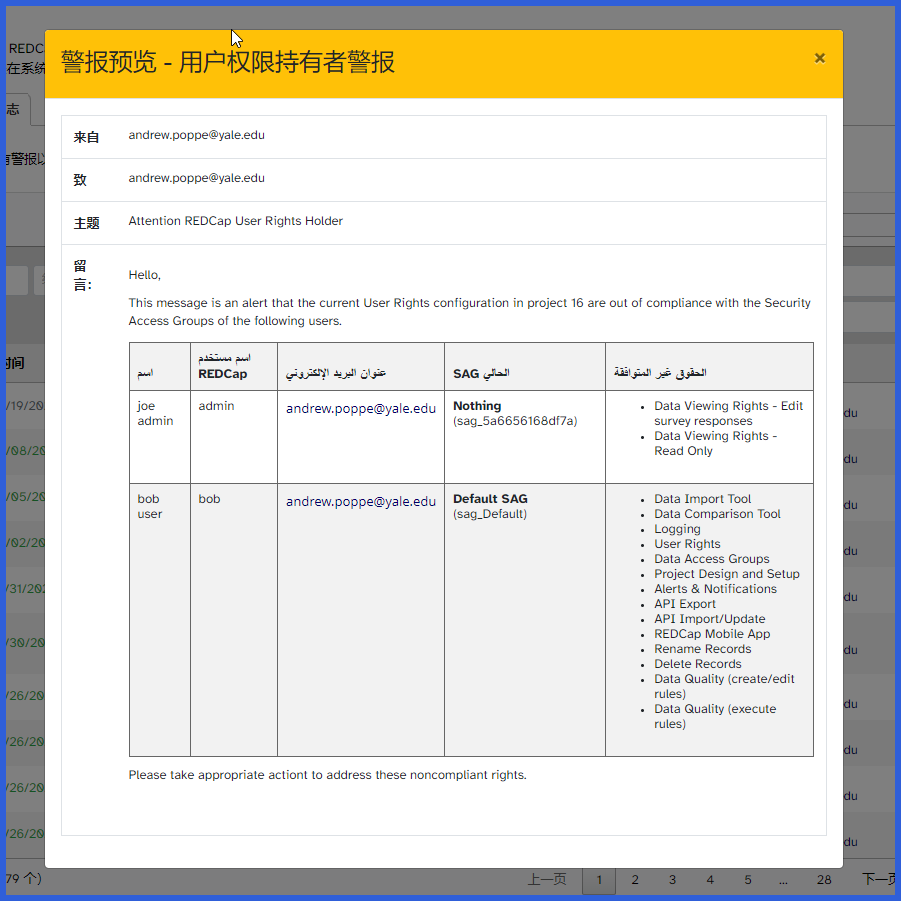 REDC
在系统
志
有警报以
时间
/19/20
/08/20
/05/20
/02/20
/31/202
/30/20
/26/20
/26/20
/26/20
/26/20
警报预览 - 用户权限持有者警报
×
来自 andrew.poppe@yale.edu
致 andrew.poppe@yale.edu
主题 Attention REDCap User Rights Holder
留言:
Hello,
This message is an alert that the current User Rights configuration in project 16 are out of compliance with the Security
Access Groups of the following users.
اسم
اسم مستخدم
REDCap
عنوان البريد الإلكتروني
SAG الحالي
الحقوق غير المتوافقة
joe
admin
admin
andrew.poppe@yale.edu
Nothing
(sag_5a6656168df7a)
Data Viewing Rights - Edit
survey responses
Data Viewing Rights -
Read Only
bob
user
bob
andrew.poppe@yale.edu
Default SAG
(sag_Default)
Data Import Tool
Data Comparison Tool
Logging
User Rights
Data Access Groups
Project Design and Setup
Alerts & Notifications
API Export
API Import/Update
REDCap Mobile App
Rename Records
Delete Records
Data Quality (create/edit
rules)
Data Quality (execute
rules)
Please take appropriate actiont to address these noncompliant rights.
du
du
du
du
du
du
du
du
du
du
79 个)
上一页 1 2 3 4 5 ... 28 下一页